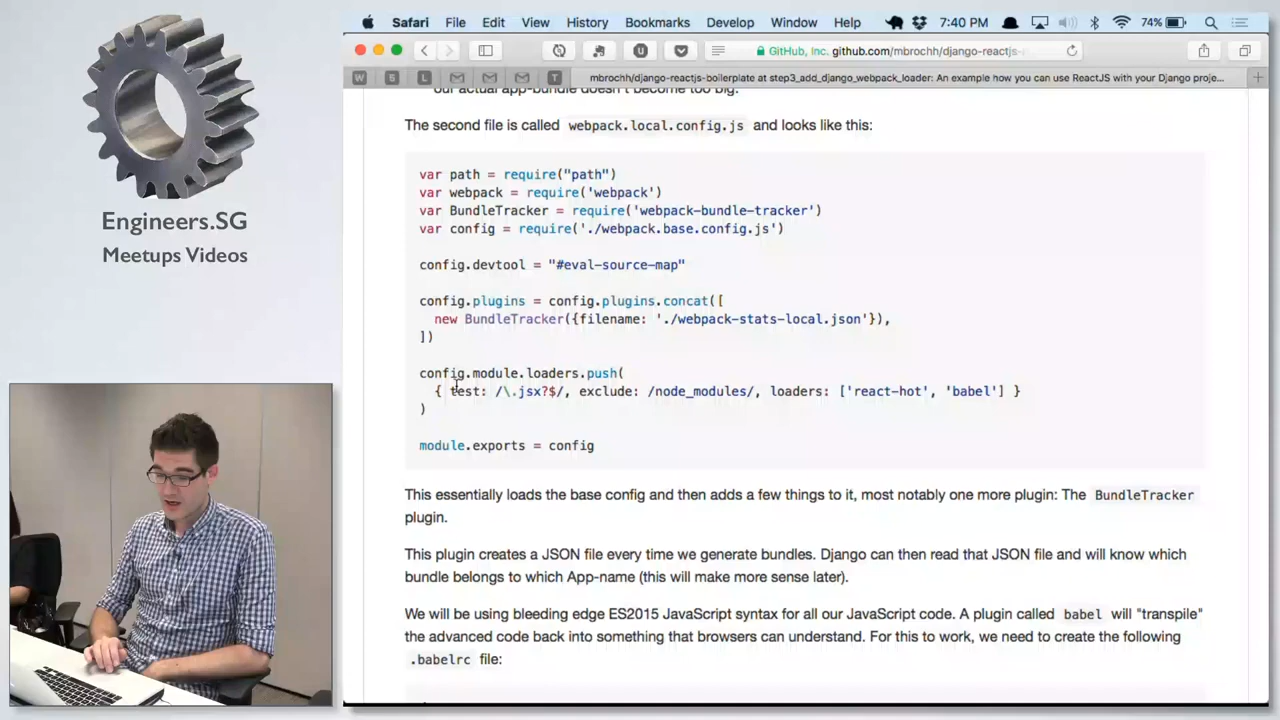 Engineers.SG
Meetups Videos
Safari File Edit View History Bookmarks Develop Window Help 7:40 PM 74%
GitHub, Inc. github.com/mbrochh/django-reactjs-
W 5 L T mbrochh/django-reactjs-boilerplate at step3_add_django_webpack_loader: An example how you can use ReactJS with your Django proje...
our actual app-bundle doesn't become too big.
The second file is called webpack.local.config.js and looks like this:
var path = require("path")
var webpack = require('webpack')
var BundleTracker = require('webpack-bundle-tracker')
var config = require('./webpack.base.config.js')
config.devtool = "#eval-source-map"
config.plugins = config.plugins.concat([
new BundleTracker({filename: './webpack-stats-local.json'}),
])
config.module.loaders.push(
{ test: /\.jsx?$/, exclude: /node_modules/, loaders: ['react-hot', 'babel'] }
)
module.exports = config
This essentially loads the base config and then adds a few things to it, most notably one more plugin: The BundleTracker
plugin.
This plugin creates a JSON file every time we generate bundles. Django can then read that JSON file and will know which
bundle belongs to which App-name (this will make more sense later).
We will be using bleeding edge ES2015 JavaScript syntax for all our JavaScript code. A plugin called babel will "transpile"
the advanced code back into something that browsers can understand. For this to work, we need to create the following
.babelrc file: